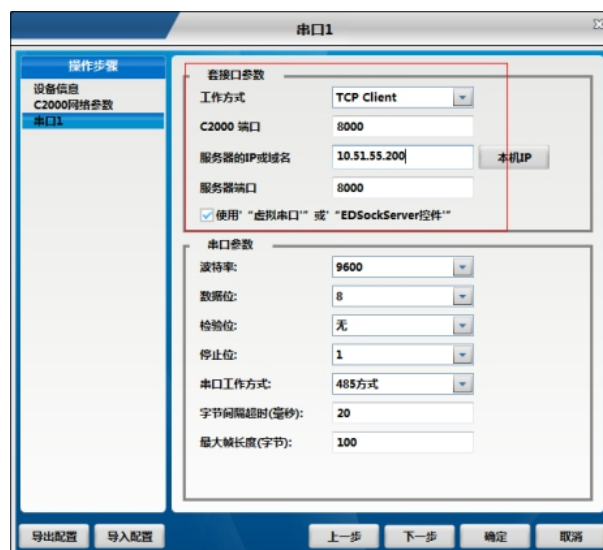 串口1
操作步骤
设备信息
C2000网络参数
串口1
套接口参数
工作方式 TCP Client
C2000 端口 8000
服务器的IP或域名 10.51.55.200 本机IP
服务器端口 8000
使用' "虚拟串口'" 或' "EDSockServer控件'"
串口参数
波特率: 9600
数据位: 8
检验位: 无
停止位: 1
串口工作方式: 485方式
字节间隔超时(毫秒): 20
最大帧长度(字节): 100
导出配置 导入配置 上一步 下一步 确定 取消